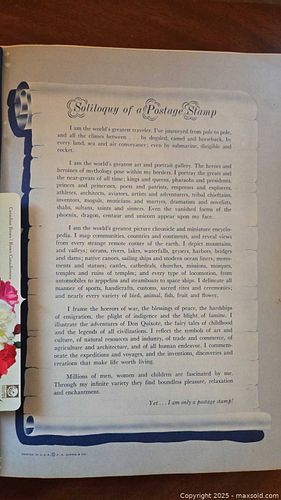 Soliloquy of a Postage Stamp
I am the world's greatest traveler. I've journeyed from pole to pole,
and all the climes between . . . by dogsled, camel and horseback, by
every land, sea and air conveyance; even by submarine, dirigible and
rocket.
I am the world's greatest art and portrait gallery. The heroes and
heroines of mythology pose within my borders. I portray the greats and
the near-greats of all time; kings and queens, pharaohs and presidents,
princes and princesses, poets and patriots, empresses and explorers,
athletes, architects, aviators, artists and adventurers, tribal chieftains,
inventors, moguls, musicians and martyrs, dramatists and novelists,
shahs, sultans, saints and sinners. Even the vanished forms of the
phoenix, dragon, centaur and unicorn appear upon my face.
I am the world's greatest picture chronicle and miniature encyclo-
pedia. I map communities, countries and continents, and reveal views
from every strange remote corner of the earth. I depict mountains,
and valleys; oceans, rivers, lakes, waterfalls, geysers, harbors, bridges
and dams; native canoes, sailing ships and modern ocean liners; monu-
ments and statues; castles, cathedrals, churches, missions, mosques,
temples and ruins of temples; and every type of locomotion, from
automobiles to zeppelins and steamboats to space ships. I delineate all
manner of sports, handicrafts, customs, sacred rites and ceremonies;
and nearly every variety of bird, animal, fish, fruit and flower.
I frame the horrors of war, the blessings of peace, the hardships
of emigration, the plight of indigence and the blight of famine. I
illustrate the adventures of Don Quixote, the fairy tales of childhood
and the legends of all civilizations. I reflect the symbols of art and
culture, of natural resources and industry, of trade and commerce, of
agriculture and architecture, and of all human endeavor. I commem-
orate the expeditions and voyages, and the inventions, discoveries and
creations that make life worth living.
Millions of men, women and children are fascinated by me.
Through my infinite variety they find boundless pleasure, relaxation
and enchantment.
Yet . . . I am only a postage stamp!
PRINTED IN U.S.A. © H. E. HARRIS & CO.
Copyright 2025 - maxsold.com